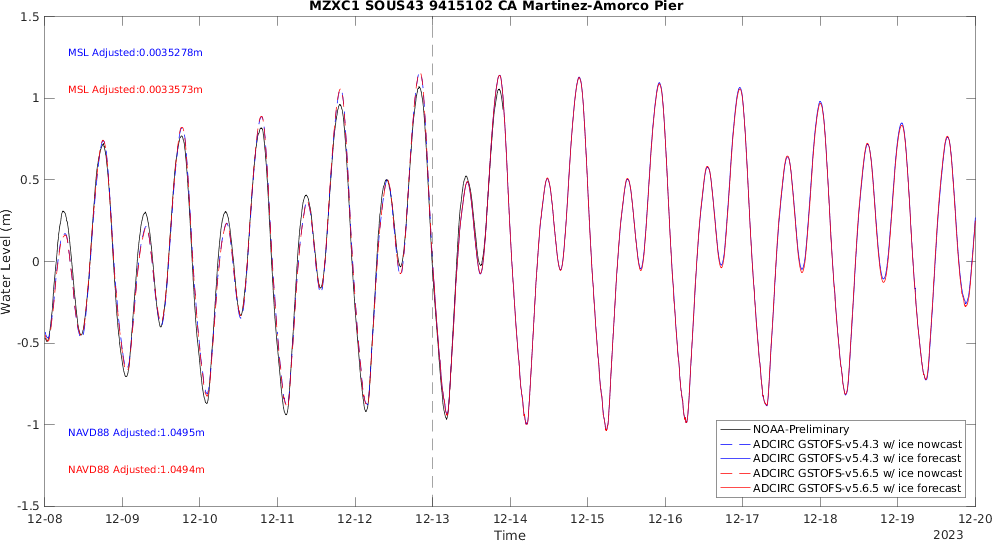 MZXC1 SOUS43 9415102 CA Martinez-Amorco Pier
1.5
MSL Adjusted:0.0035278m
MSL Adjusted:0.0033573m
1
0.5
0
-0.5
-1
-1.5
Water Level (m)
NAVD88 Adjusted:1.0495m
NAVD88 Adjusted:1.0494m
NOAA-Preliminary
ADCIRC GSTOFS-v5.4.3 w/ ice nowcast
ADCIRC GSTOFS-v5.4.3 w/ ice forecast
ADCIRC GSTOFS-v5.6.5 w/ ice nowcast
ADCIRC GSTOFS-v5.6.5 w/ ice forecast
12-08 12-09 12-10 12-11 12-12 12-13 12-14 12-15 12-16 12-17 12-18 12-19 12-20
Time
2023